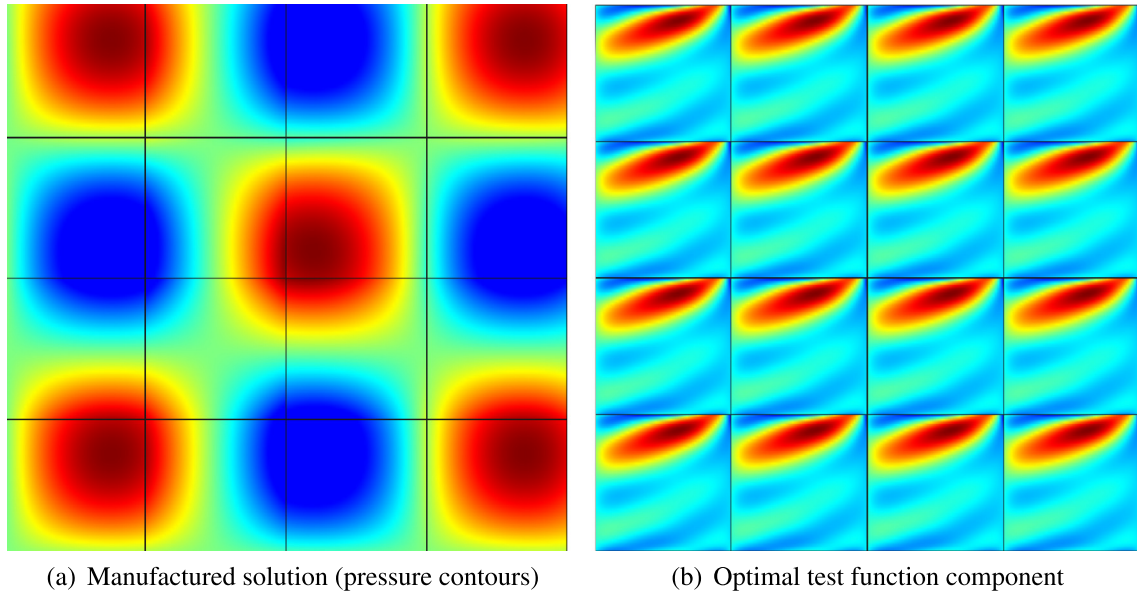 (a) Manufactured solution (pressure contours)
(b) Optimal test function component